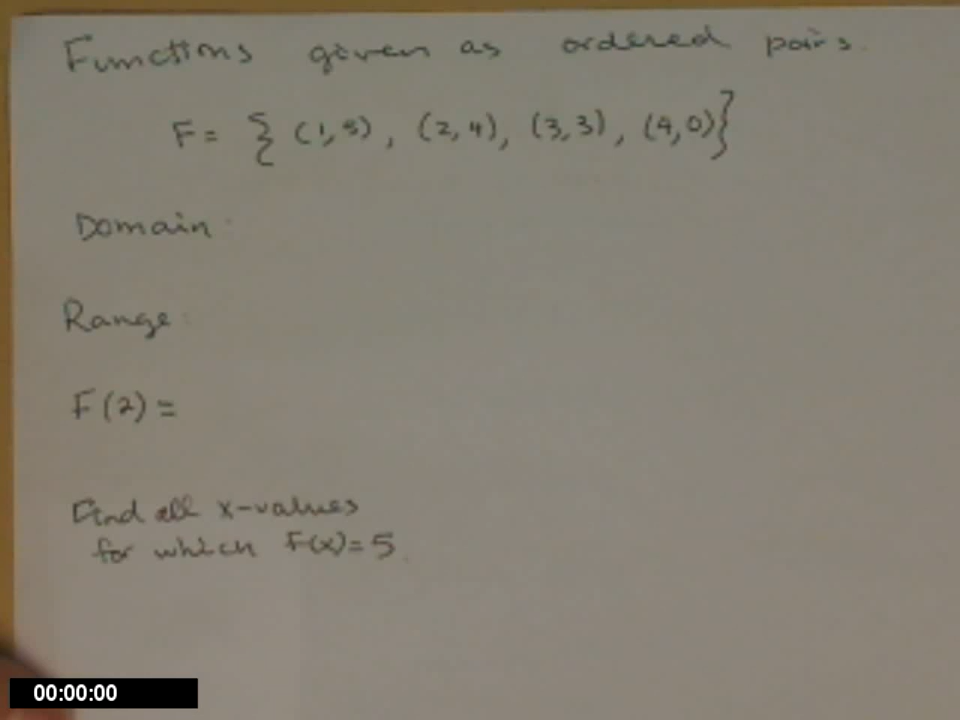 Functions given as ordered pairs.
F = { (1,5) , (2,4), (3,3) , (4,0)}
Domain:
Range:
F(2) =
Find all x-values
for which F(x)=5.
00:00:00